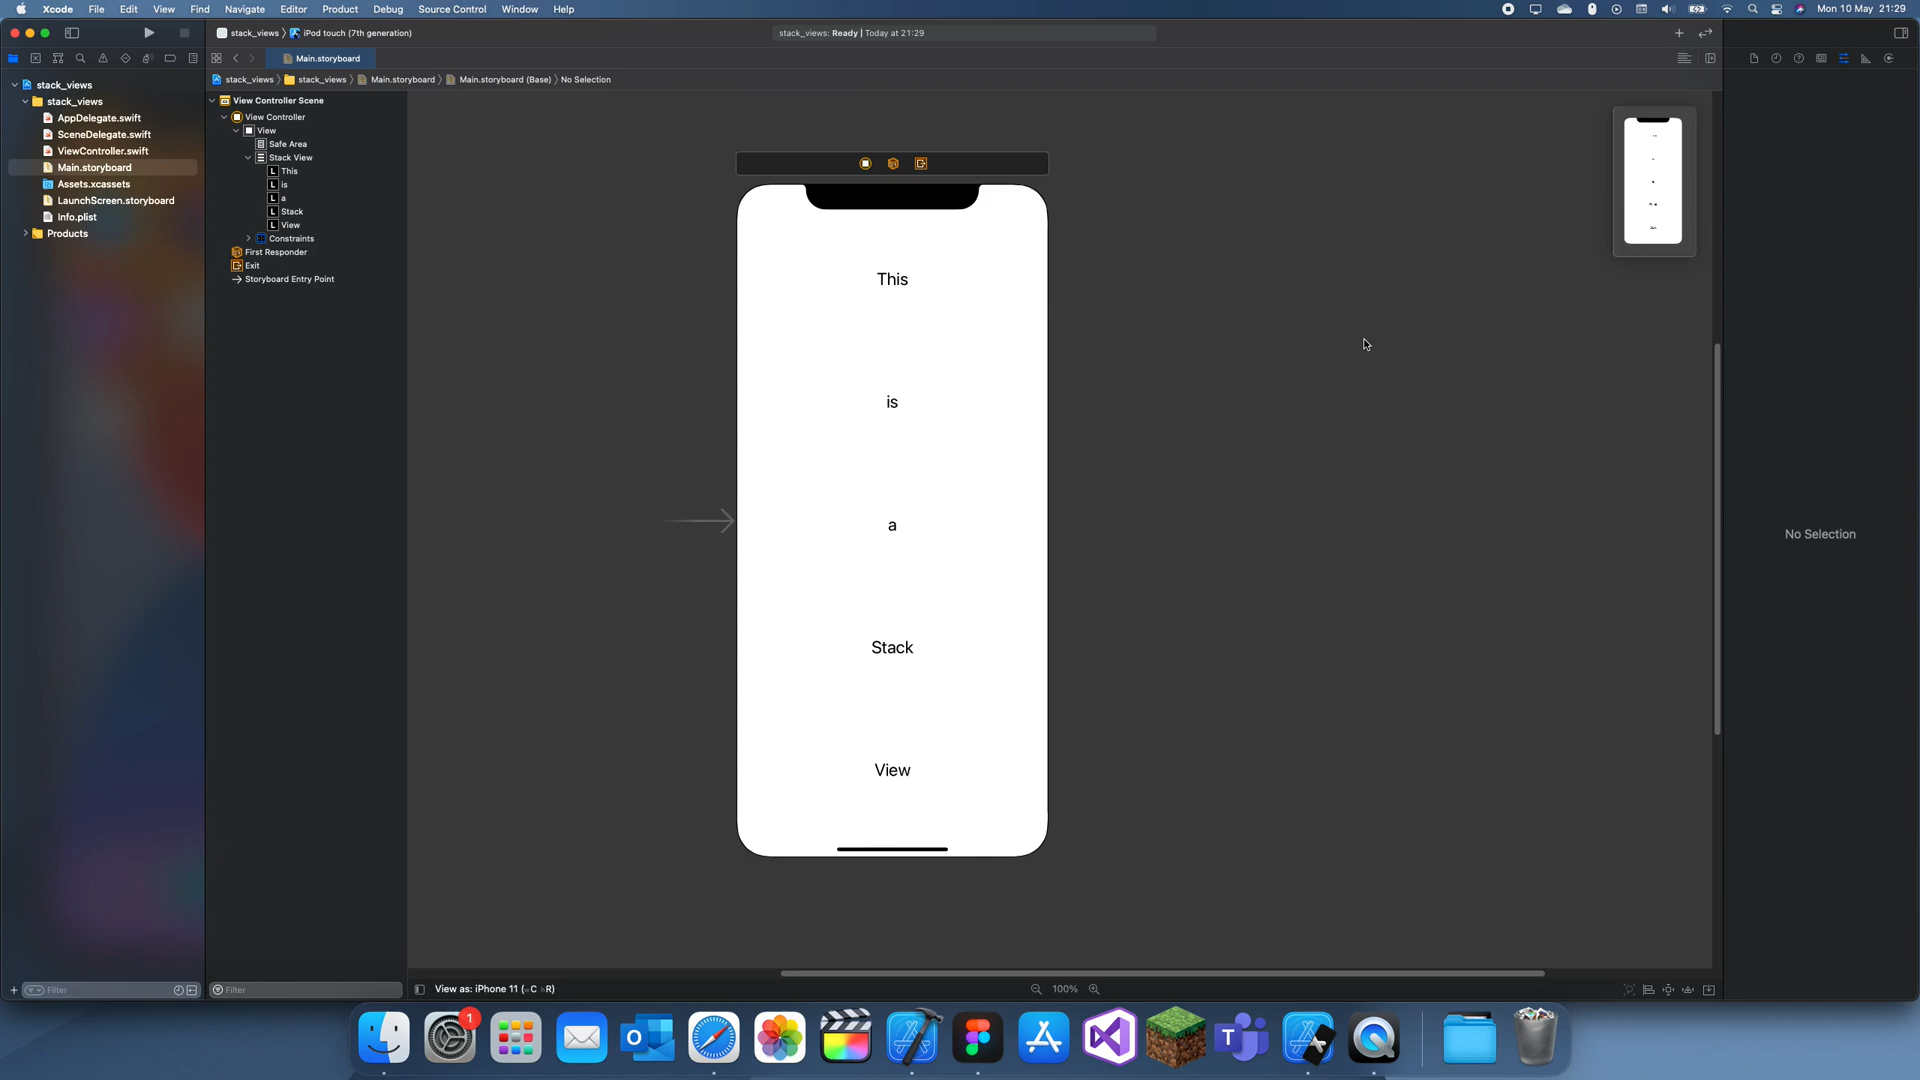 Xcode File Edit View Find Navigate Editor Product Debug Source Control Window Help Mon 10 May 21:29
stack_views iPod touch (7th generation) stack_views: Ready | Today at 21:29
Main.storyboard
stack_views stack_views Main.storyboard Main.storyboard (Base) No Selection
stack_views
stack_views
AppDelegate.swift
SceneDelegate.swift
ViewController.swift
Main.storyboard
Assets.xcassets
LaunchScreen.storyboard
Info.plist
Products
View Controller Scene
View Controller
View
Safe Area
Stack View
L This
L is
L a
L Stack
L View
Constraints
First Responder
Exit
Storyboard Entry Point
This
is
a
Stack
View
No Selection
Filter
Filter
View as: iPhone 11 (wC hR)
100%
1